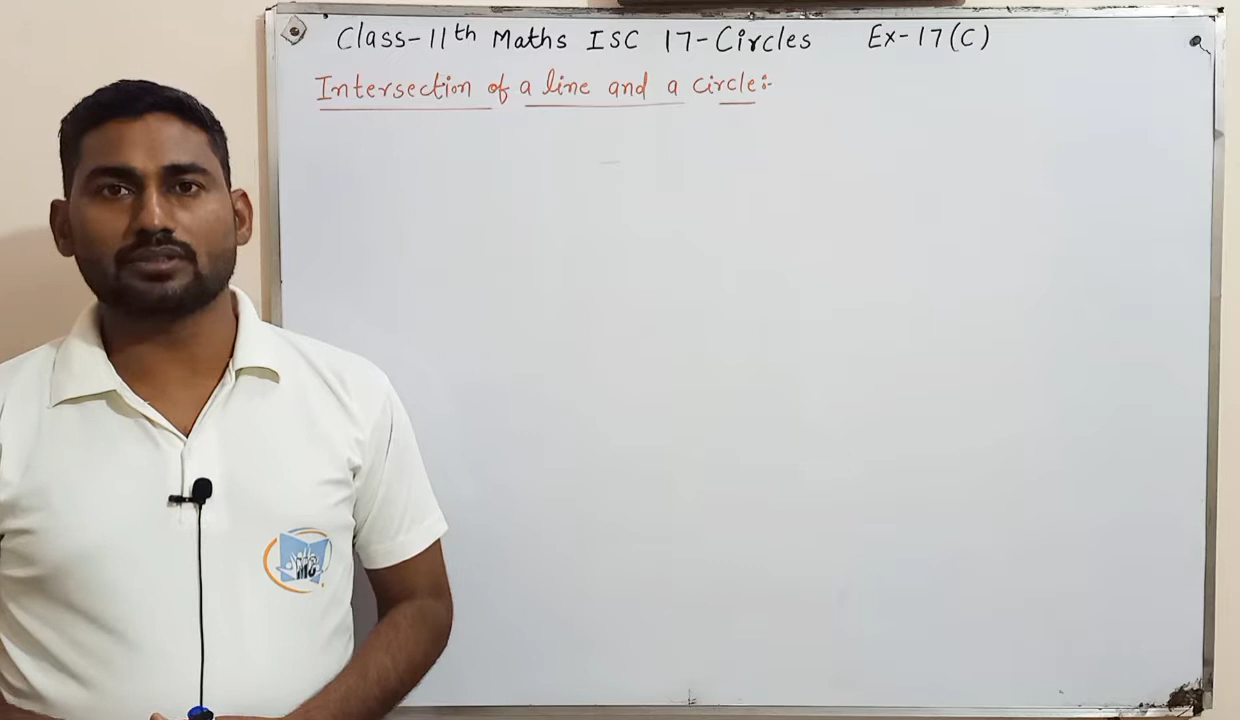 Class-11th Maths ISC 17-Circles Ex-17(C)
Intersection of a line and a circle:-